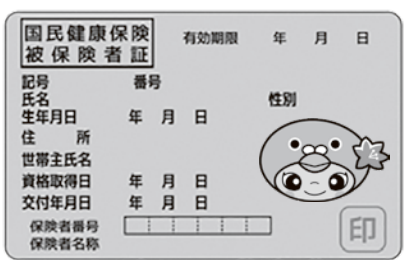 国民健康保険
被保険者証
有効期限 年 月 日
記号 番号
氏名 性別
生年月日 年 月 日
住 所
世帯主氏名
資格取得日 年 月 日
交付年月日 年 月 日
保険者番号
保険者名称
印